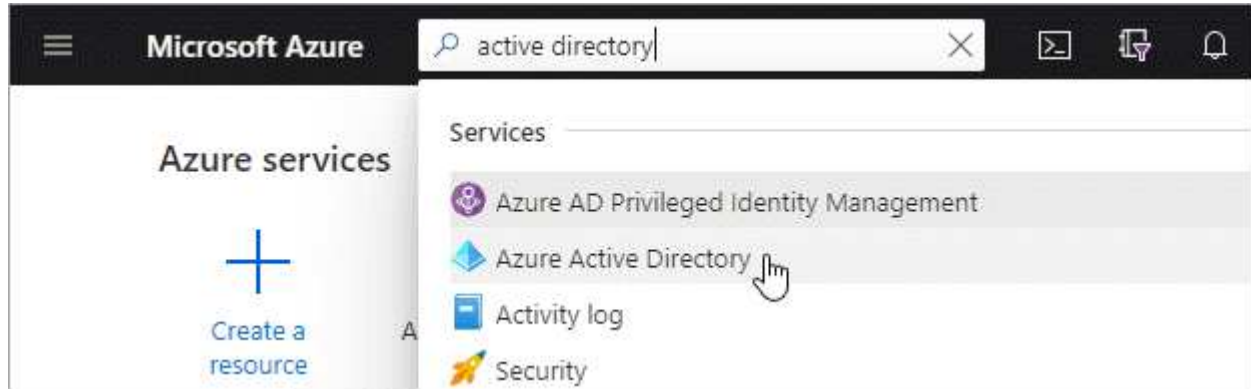 Microsoft Azure
active directory
Azure services
Create a
resource
A
Services
Azure AD Privileged Identity Management
Azure Active Directory
Activity log
Security